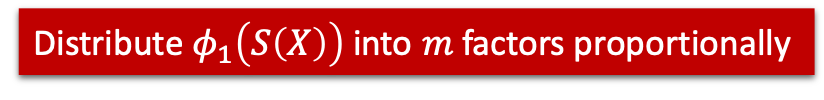 Distribute ϕ₁(S(X)) into m factors proportionally